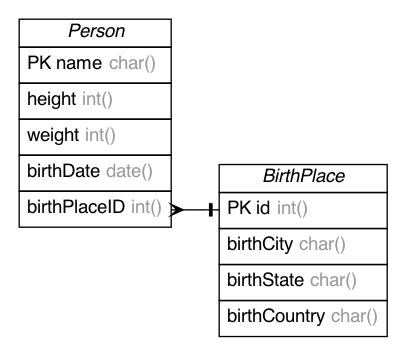 Person
PK name char()
height int()
weight int()
birthDate date()
birthPlaceID int()
BirthPlace
PK id int()
birthCity char()
birthState char()
birthCountry char()